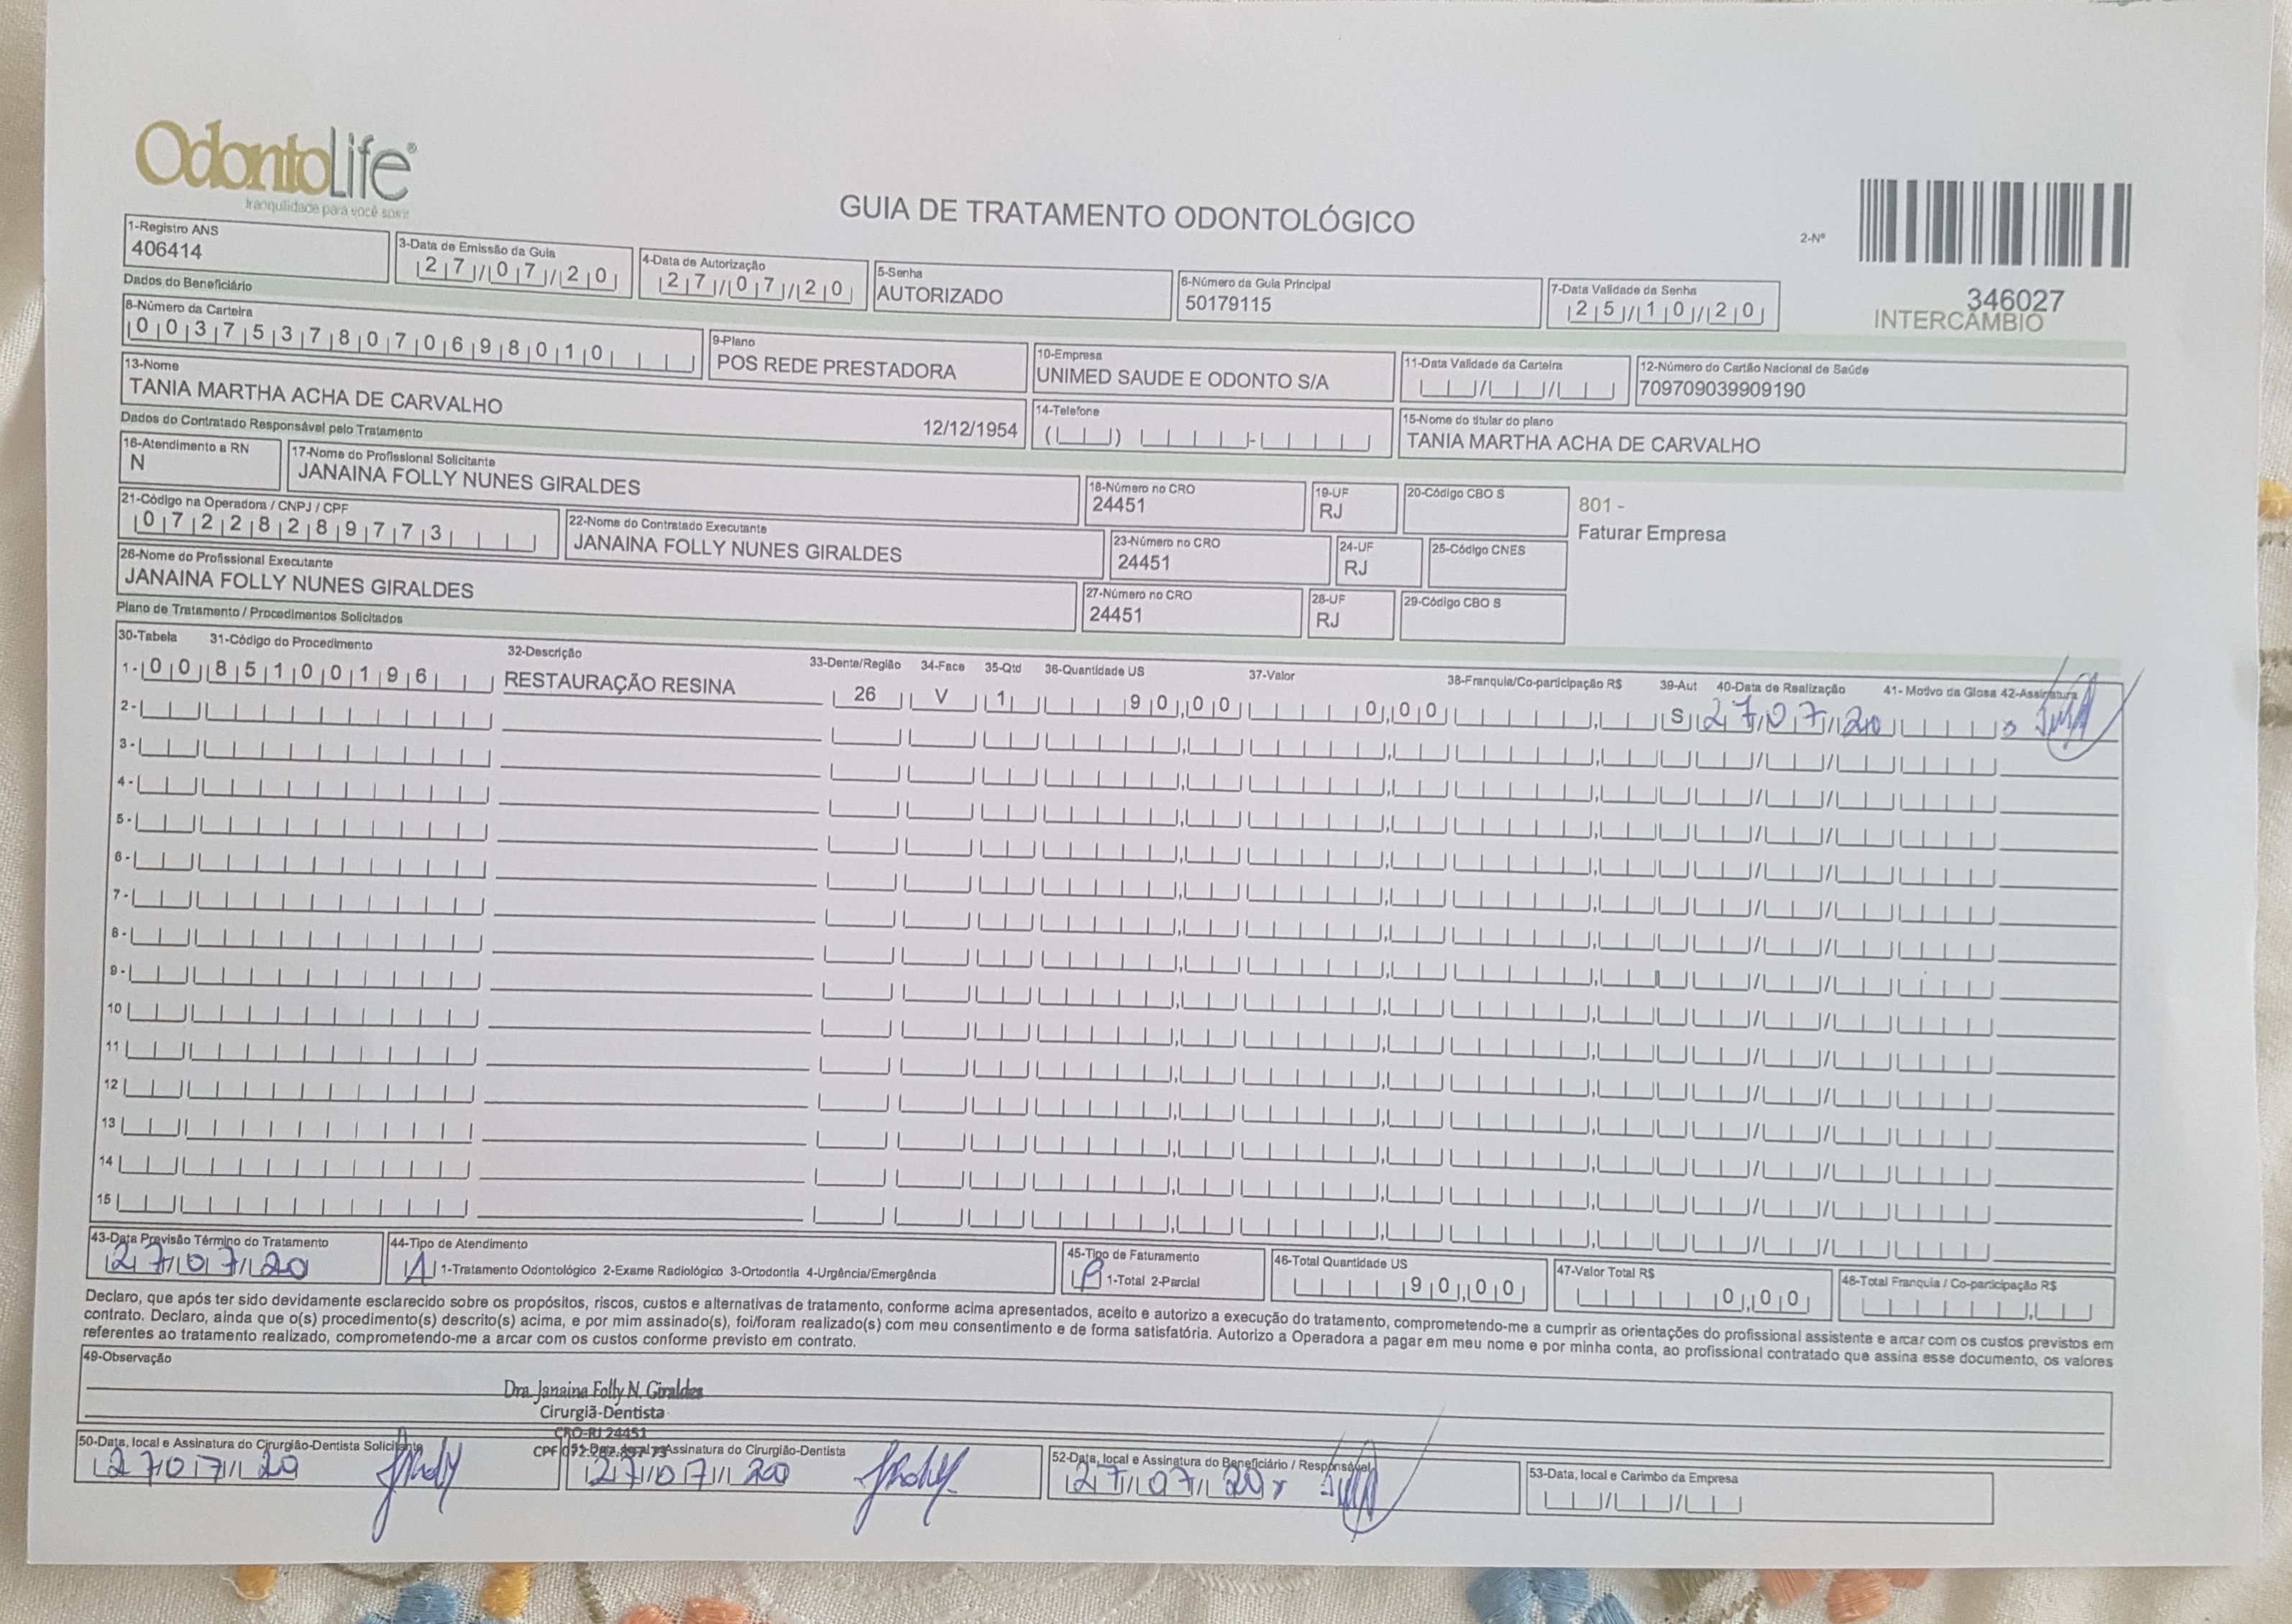 OdontoLife®
tranquilidade para você sorrir
GUIA DE TRATAMENTO ODONTOLÓGICO
2-Nº
346027
INTERCÂMBIO
1-Registro ANS
406414
3-Data de Emissão da Guia
27/07/20
4-Data de Autorização
27/07/20
5-Senha
AUTORIZADO
6-Número da Guia Principal
50179115
7-Data Validade da Senha
25/10/20
Dados do Beneficiário
8-Número da Carteira
00375378070698010
9-Plano
POS REDE PRESTADORA
10-Empresa
UNIMED SAUDE E ODONTO S/A
11-Data Validade da Carteira
12-Número do Cartão Nacional de Saúde
709709039909190
13-Nome
TANIA MARTHA ACHA DE CARVALHO
12/12/1954
14-Telefone
15-Nome do titular do plano
TANIA MARTHA ACHA DE CARVALHO
Dados do Contratado Responsável pelo Tratamento
16-Atendimento a RN
N
17-Nome do Profissional Solicitante
JANAINA FOLLY NUNES GIRALDES
18-Número no CRO
24451
19-UF
RJ
20-Código CBO S
801 -
Faturar Empresa
21-Código na Operadora / CNPJ / CPF
07228289773
22-Nome do Contratado Executante
JANAINA FOLLY NUNES GIRALDES
23-Número no CRO
24451
24-UF
RJ
25-Código CNES
26-Nome do Profissional Executante
JANAINA FOLLY NUNES GIRALDES
27-Número no CRO
24451
28-UF
RJ
29-Código CBO S
Plano de Tratamento / Procedimentos Solicitados
30-Tabela 31-Código do Procedimento 32-Descrição 33-Dente/Região 34-Face 35-Qtd 36-Quantidade US 37-Valor 38-Franquia/Co-participação R$ 39-Aut 40-Data de Realização 41- Motivo da Glosa 42-Assinatura
1- 00 85100196 RESTAURAÇÃO RESINA 26 V 1 90,00 0,00 S 27/07/20
2-
3-
4-
5-
6-
7-
8-
9-
10
11
12
13
14
15
43-Data Previsão Término do Tratamento
27/07/20
44-Tipo de Atendimento
1 1-Tratamento Odontológico 2-Exame Radiológico 3-Ortodontia 4-Urgência/Emergência
45-Tipo de Faturamento
1-Total 2-Parcial
46-Total Quantidade US
90,00
47-Valor Total R$
0,00
48-Total Franquia / Co-participação R$
Declaro, que após ter sido devidamente esclarecido sobre os propósitos, riscos, custos e alternativas de tratamento, conforme acima apresentados, aceito e autorizo a execução do tratamento, comprometendo-me a cumprir as orientações do profissional assistente e arcar com os custos previstos em
contrato. Declaro, ainda que o(s) procedimento(s) descrito(s) acima, e por mim assinado(s), foi/foram realizado(s) com meu consentimento e de forma satisfatória. Autorizo a Operadora a pagar em meu nome e por minha conta, ao profissional contratado que assina esse documento, os valores
referentes ao tratamento realizado, comprometendo-me a arcar com os custos conforme previsto em contrato.
49-Observação
Dra. Janaina Folly N. Giraldes
Cirurgiã-Dentista
CRO-RJ 24451
CPF 072.282.897-73
50-Data, local e Assinatura do Cirurgião-Dentista Solicitante
27/07/20
51-Data, local e Assinatura do Cirurgião-Dentista
27/07/20
52-Data, local e Assinatura do Beneficiário / Responsável
27/07/20 x
53-Data, local e Carimbo da Empresa